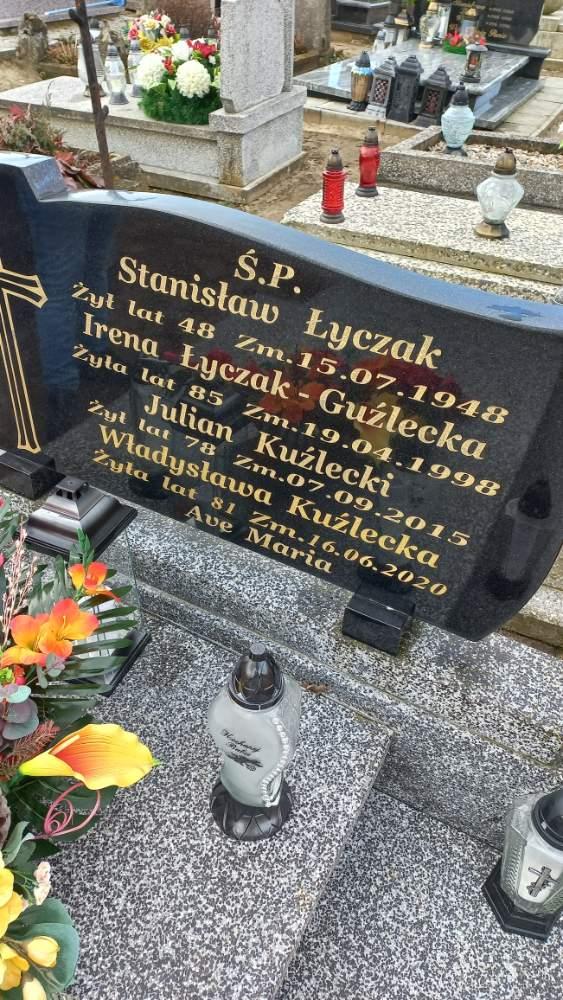 Ś.P.
Stanisław Łyczak
Żył lat 48 Zm.15.07.1948
Irena Łyczak-Guźlecka
Żyła lat 85 Zm.19.04.1998
Julian Kuźlecki
Żył lat 78 Zm.07.09.2015
Władysława Kuźlecka
Żyła lat 81 Zm.16.06.2020
Ave Maria